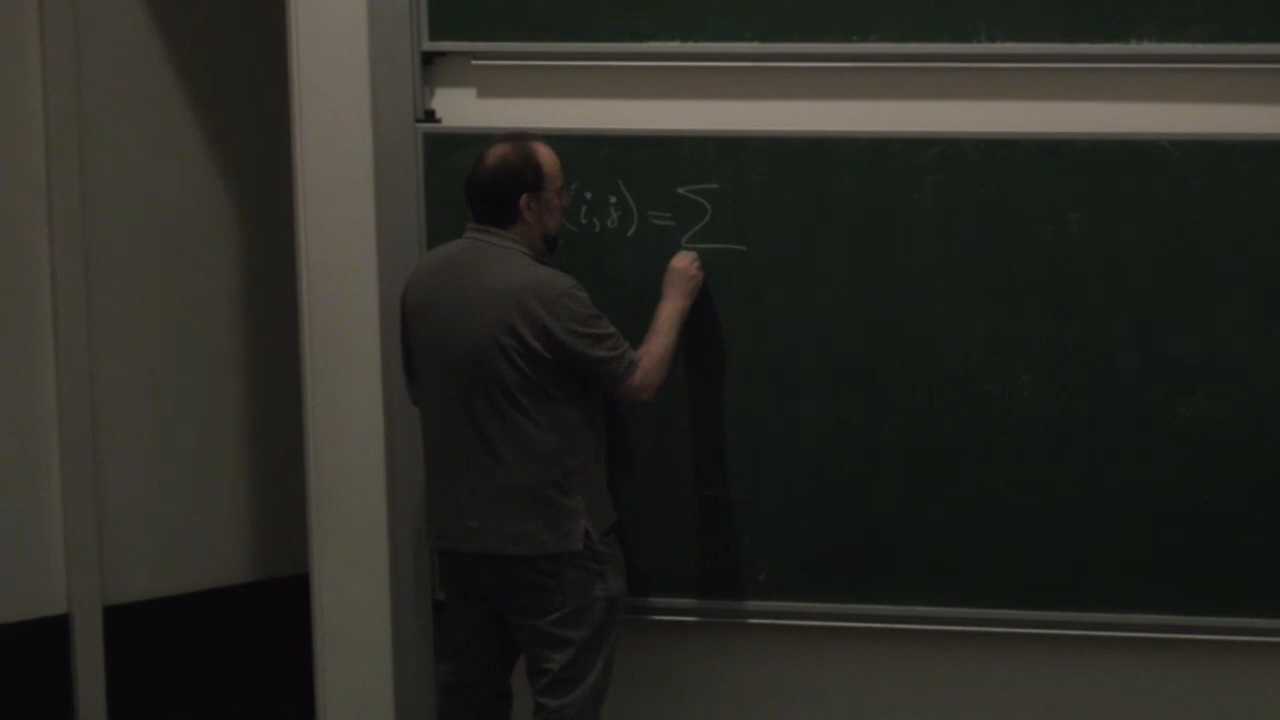 (i,j) = ∑